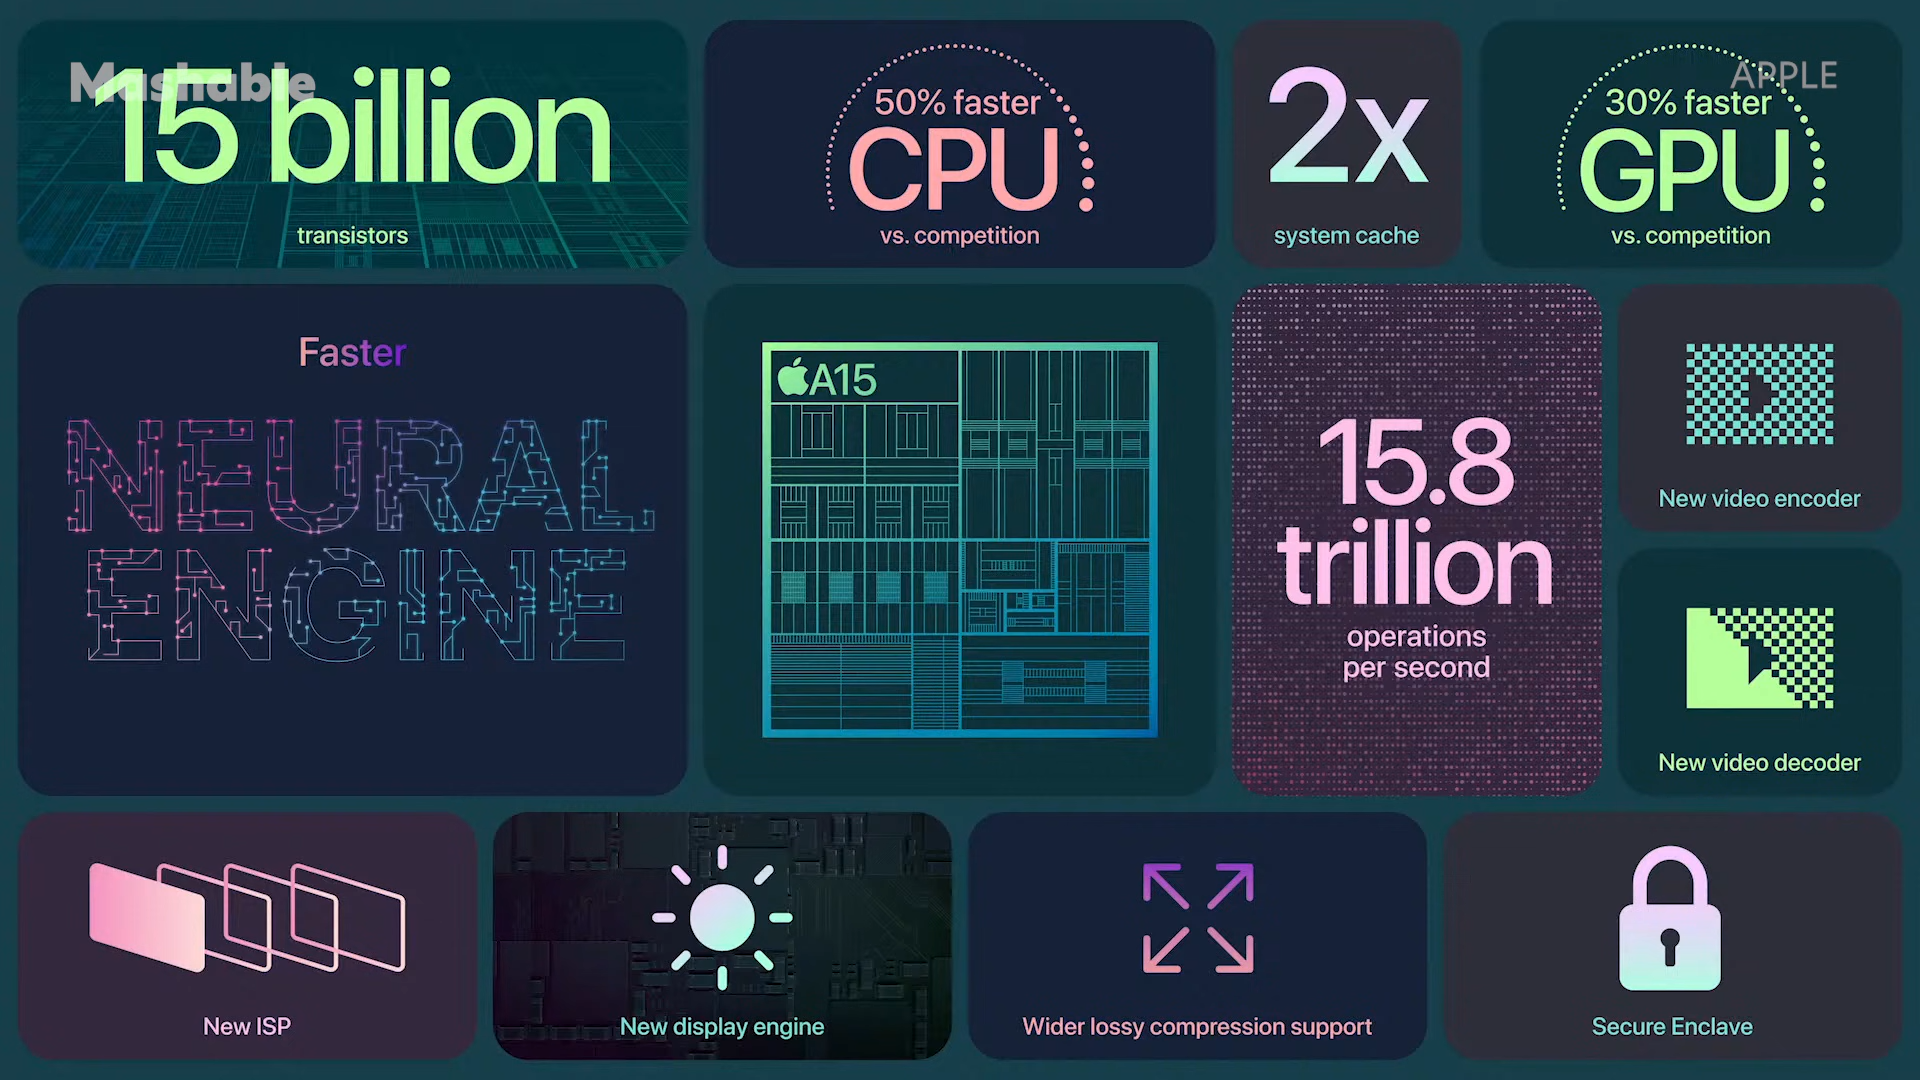 Mashable
APPLE
15 billion
transistors
50% faster
CPU
vs. competition
2x
system cache
30% faster
GPU
vs. competition
Faster
NEURAL
ENGINE
A15
15.8
trillion
operations
per second
New video encoder
New video decoder
New ISP
New display engine
Wider lossy compression support
Secure Enclave